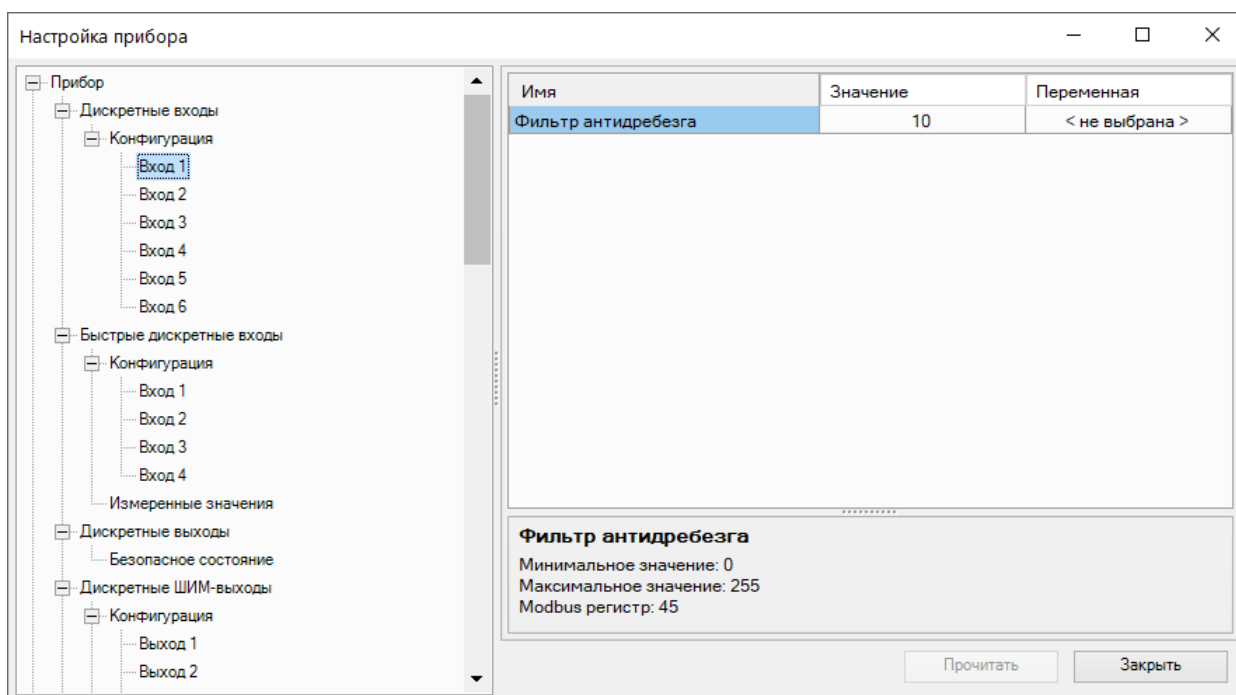 Настройка прибора
Прибор
Дискретные входы
Конфигурация
Вход 1
Вход 2
Вход 3
Вход 4
Вход 5
Вход 6
Быстрые дискретные входы
Конфигурация
Вход 1
Вход 2
Вход 3
Вход 4
Измеренные значения
Дискретные выходы
Безопасное состояние
Дискретные ШИМ-выходы
Конфигурация
Выход 1
Выход 2
Имя Значение Переменная
Фильтр антидребезга 10 < не выбрана >
Фильтр антидребезга
Минимальное значение: 0
Максимальное значение: 255
Modbus регистр: 45
Прочитать Закрыть